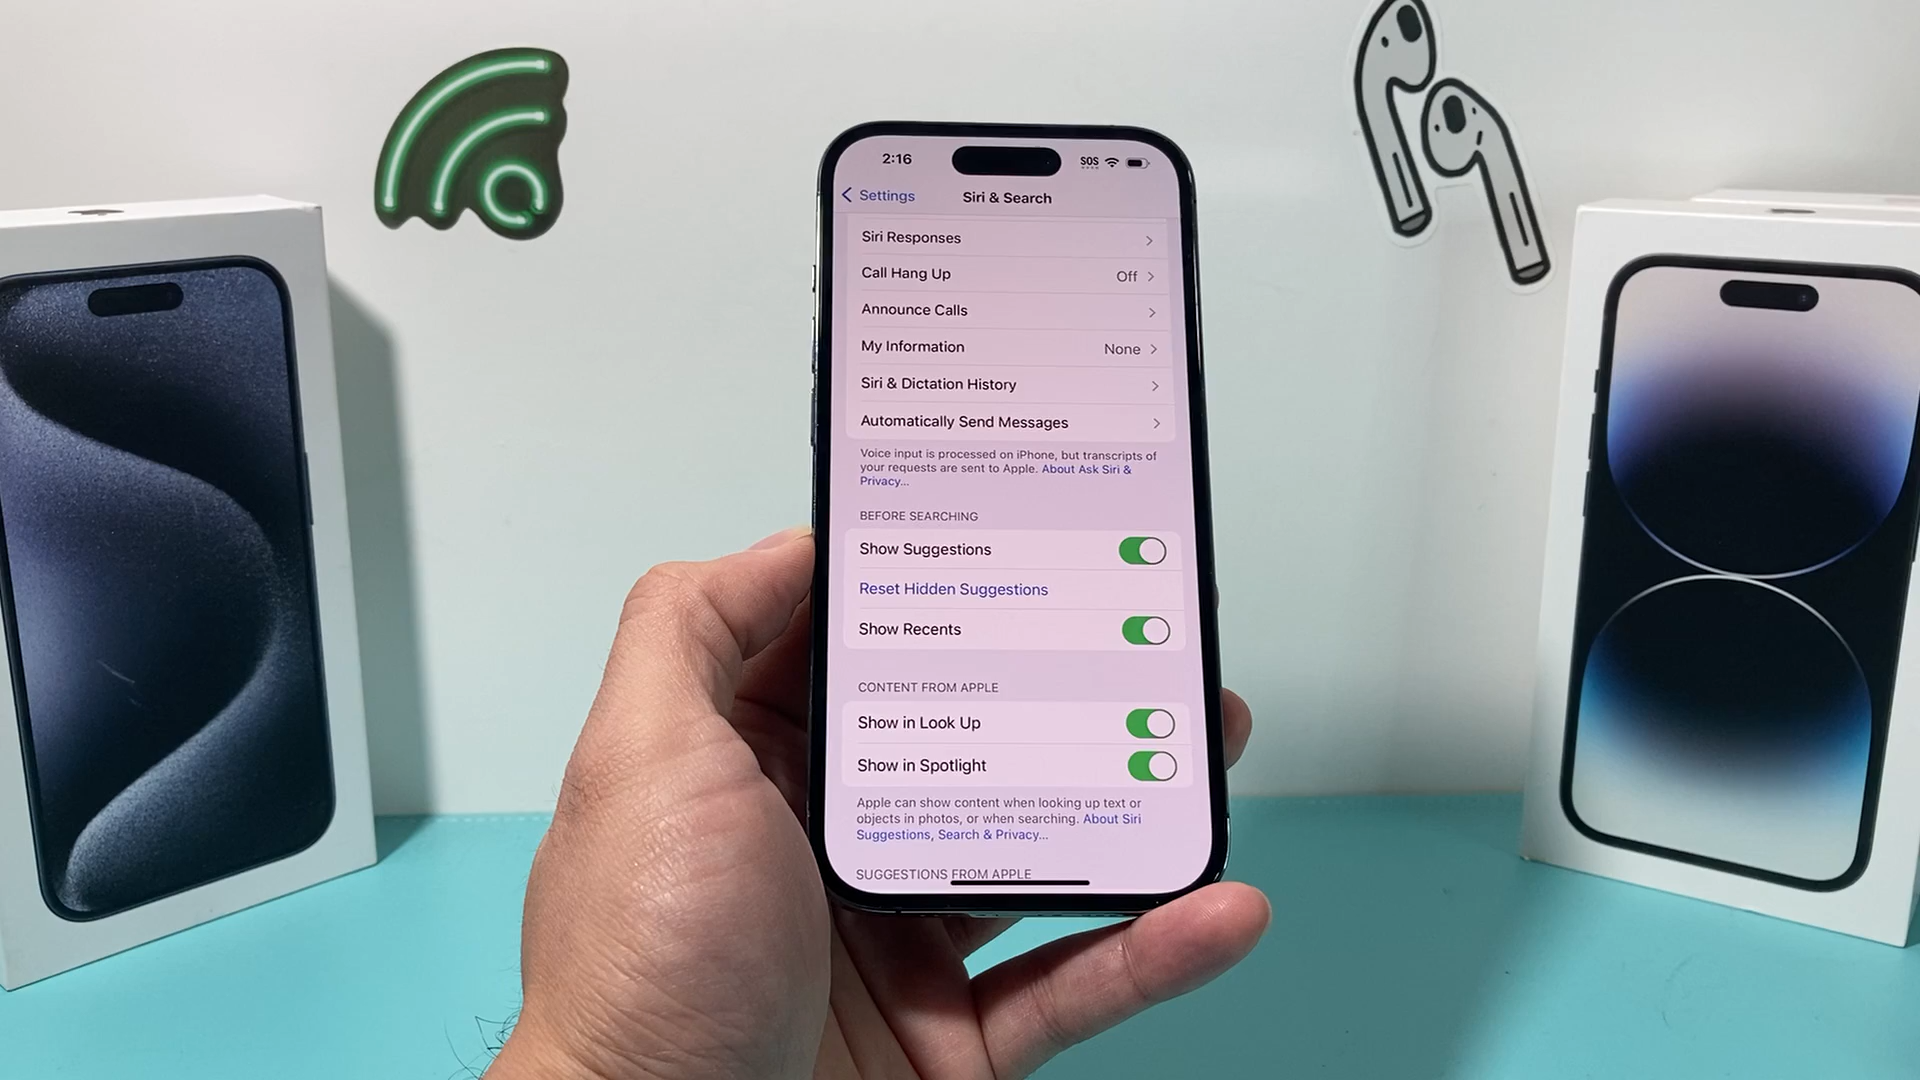 2:16
SOS
Settings
Siri & Search
Siri Responses
Call Hang Up Off
Announce Calls
My Information None
Siri & Dictation History
Automatically Send Messages
Voice input is processed on iPhone, but transcripts of
your requests are sent to Apple. About Ask Siri &
Privacy...
BEFORE SEARCHING
Show Suggestions
Reset Hidden Suggestions
Show Recents
CONTENT FROM APPLE
Show in Look Up
Show in Spotlight
Apple can show content when looking up text or
objects in photos, or when searching. About Siri
Suggestions, Search & Privacy...
SUGGESTIONS FROM APPLE